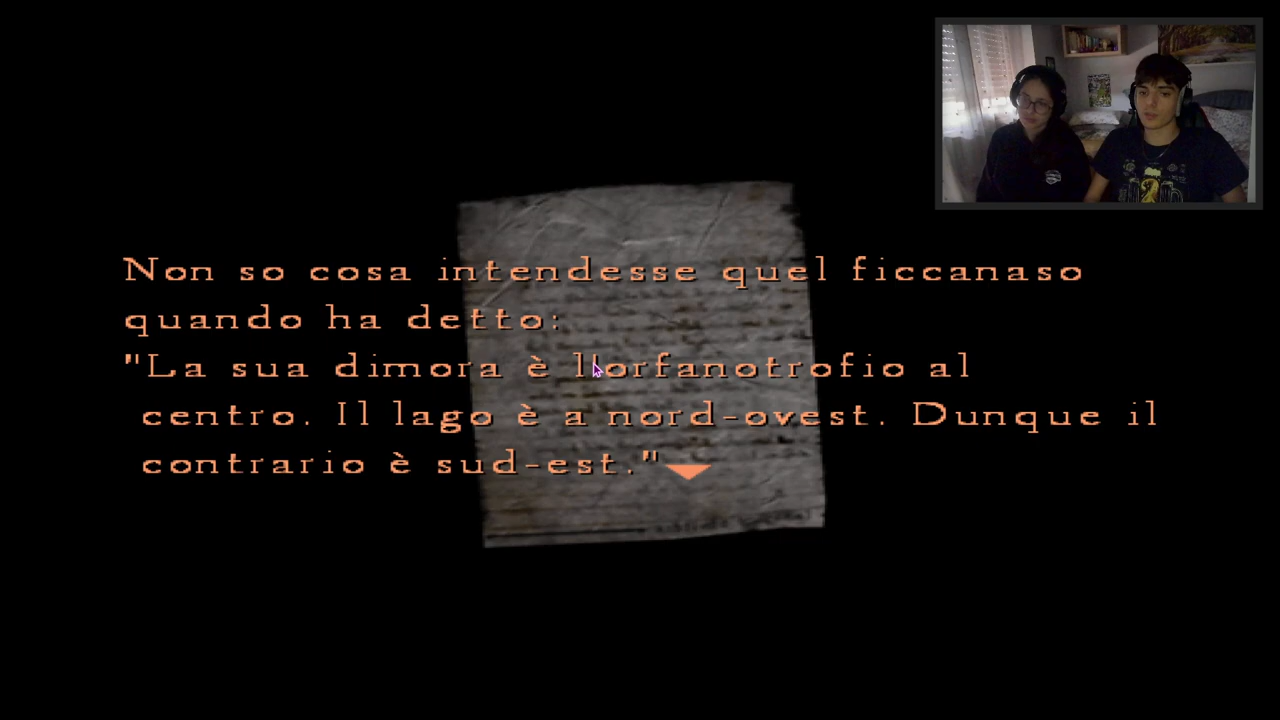 Non so cosa intendesse quel ficcanaso
quando ha detto:
"La sua dimora è l'orfanotrofio al
centro. Il lago è a nord-ovest. Dunque il
contrario è sud-est."